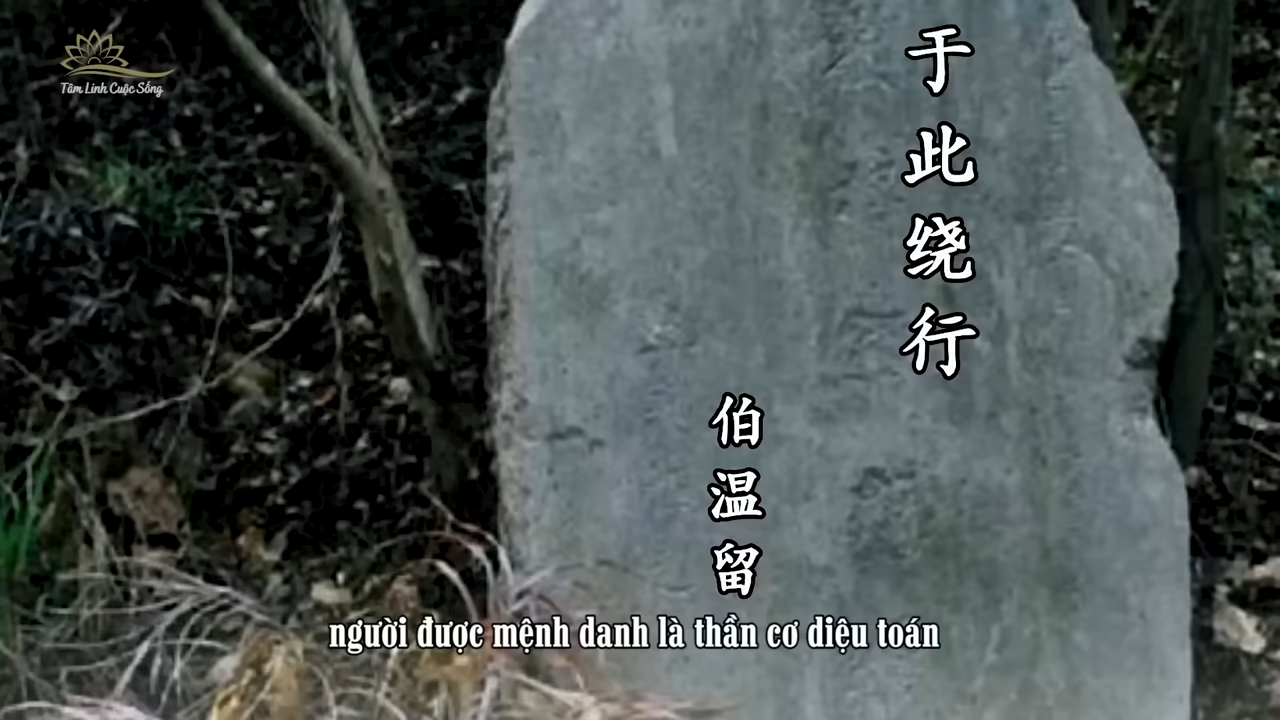 Tâm Linh Cuộc Sống
于此绕行
伯温留
người được mệnh danh là thần cơ diệu toán